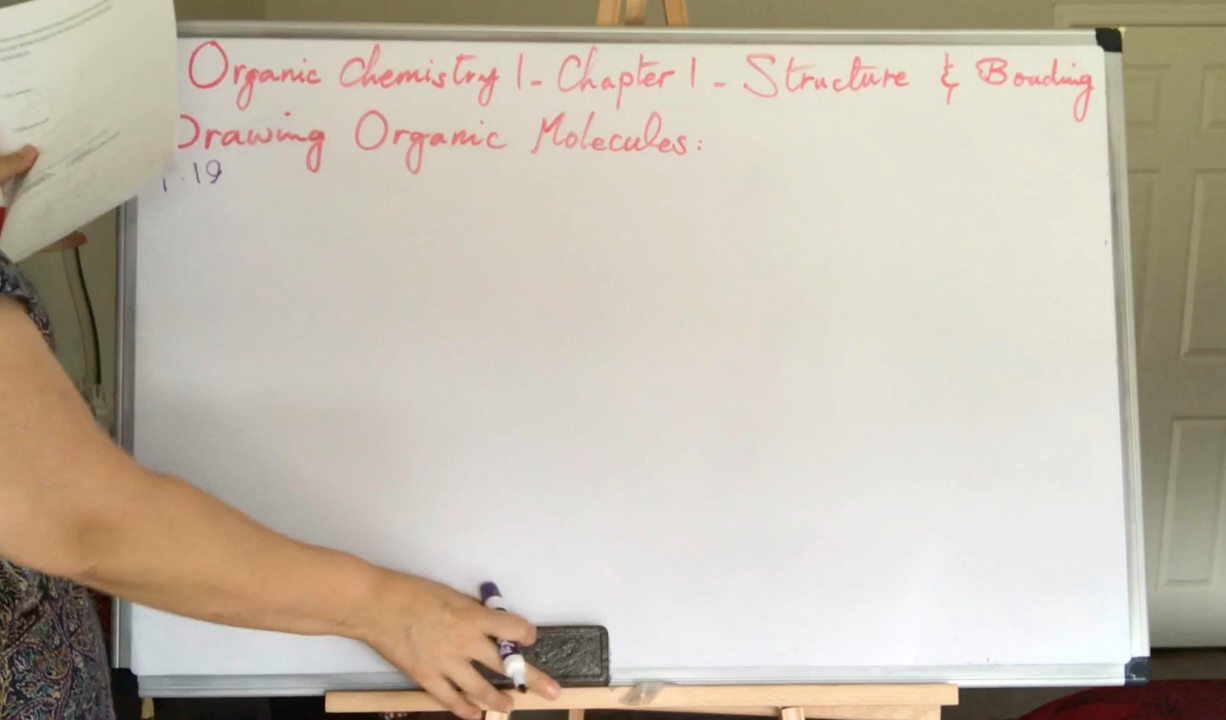 Organic Chemistry 1 - Chapter 1 - Structure & Bonding
Drawing Organic Molecules:
1.19